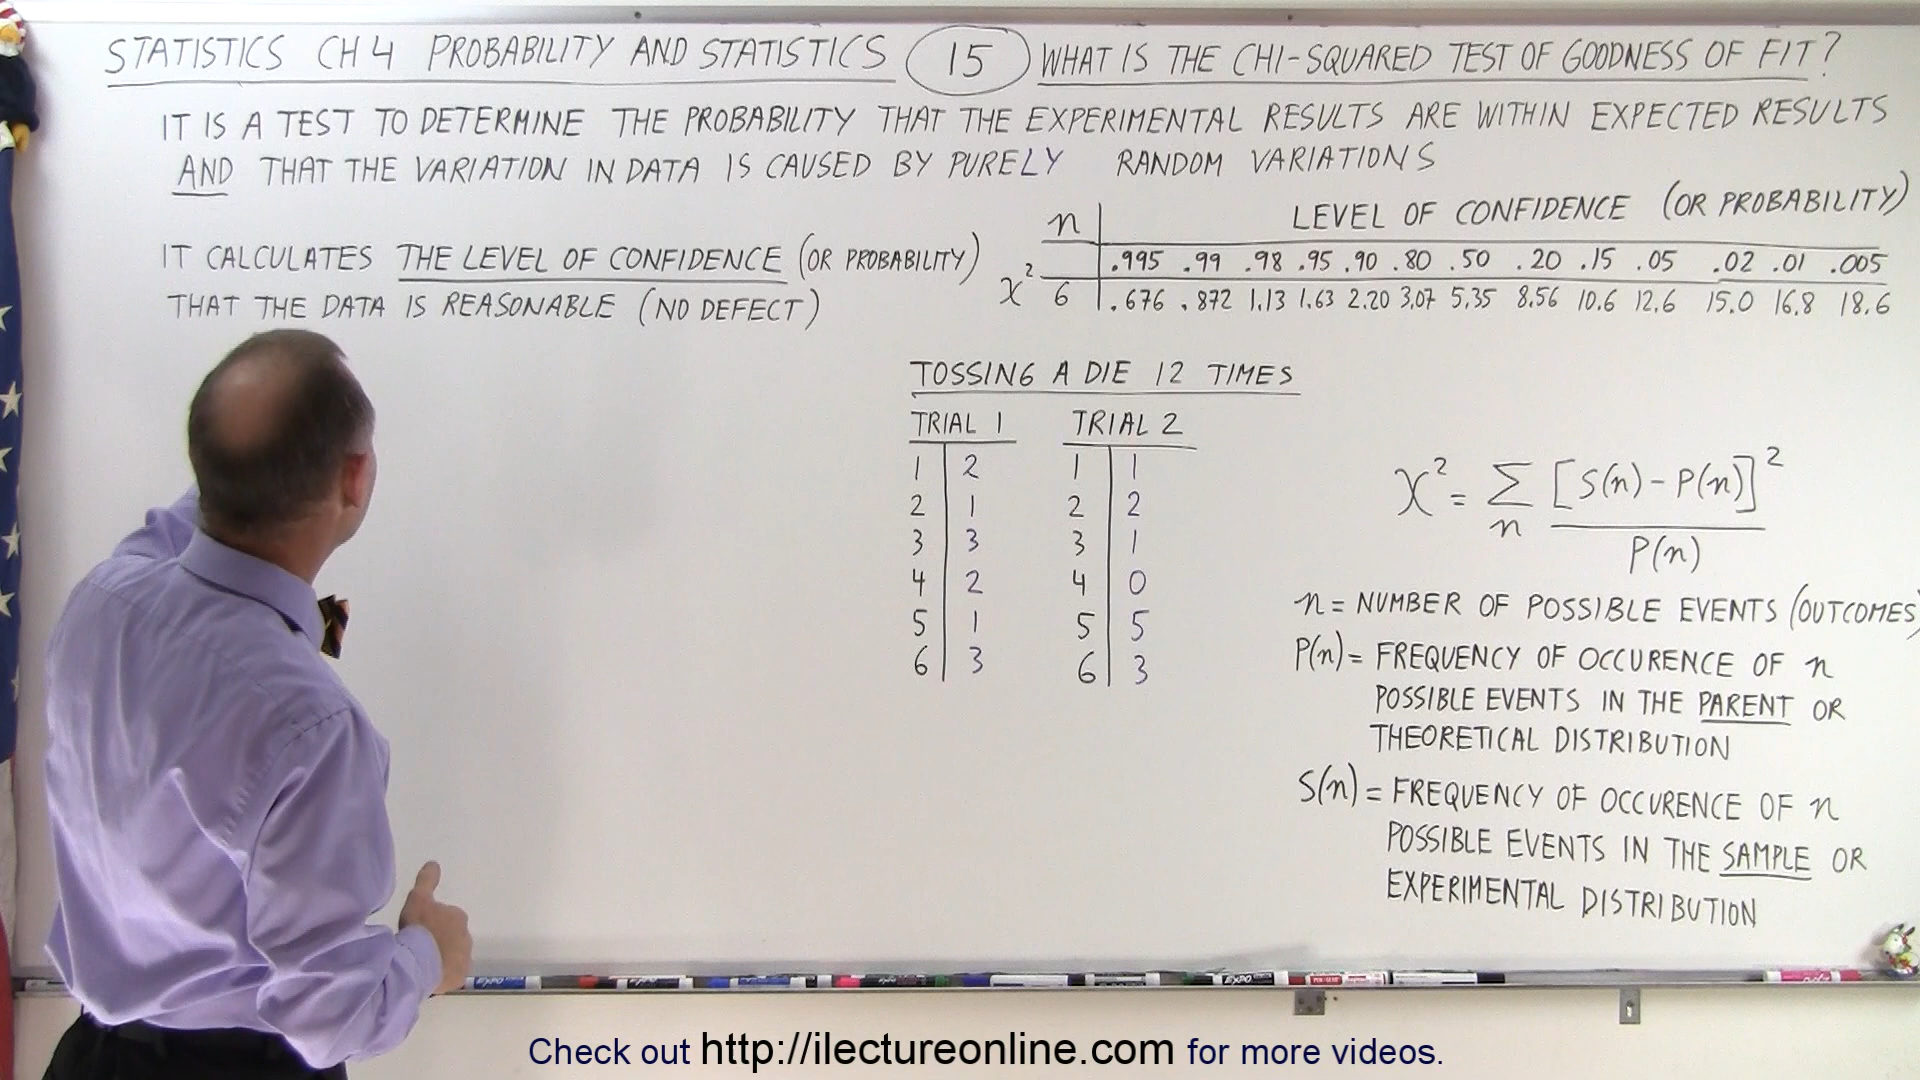 STATISTICS CH 4 PROBABILITY AND STATISTICS 15 WHAT IS THE CHI-SQUARED TEST OF GOODNESS OF FIT?
IT IS A TEST TO DETERMINE THE PROBABILITY THAT THE EXPERIMENTAL RESULTS ARE WITHIN EXPECTED RESULTS
AND THAT THE VARIATION IN DATA IS CAUSED BY PURELY RANDOM VARIATIONS
IT CALCULATES THE LEVEL OF CONFIDENCE (OR PROBABILITY)
THAT THE DATA IS REASONABLE (NO DEFECT)
n LEVEL OF CONFIDENCE (OR PROBABILITY)
.995 .99 .98 .95 .90 .80 .50 .20 .15 .05 .02 .01 .005
χ² 6 .676 .872 1.13 1.63 2.20 3.07 5.35 8.56 10.6 12.6 15.0 16.8 18.6
TOSSING A DIE 12 TIMES
TRIAL 1 TRIAL 2
1 2 1 1
2 1 2 2
3 3 3 1
4 2 4 0
5 1 5 5
6 3 6 3
χ² = Σ n [S(n) - P(n)]² / P(n)
n = NUMBER OF POSSIBLE EVENTS (OUTCOMES)
P(n) = FREQUENCY OF OCCURENCE OF n
POSSIBLE EVENTS IN THE PARENT OR
THEORETICAL DISTRIBUTION
S(n) = FREQUENCY OF OCCURENCE OF n
POSSIBLE EVENTS IN THE SAMPLE OR
EXPERIMENTAL DISTRIBUTION
Check out http://ilectureonline.com for more videos.